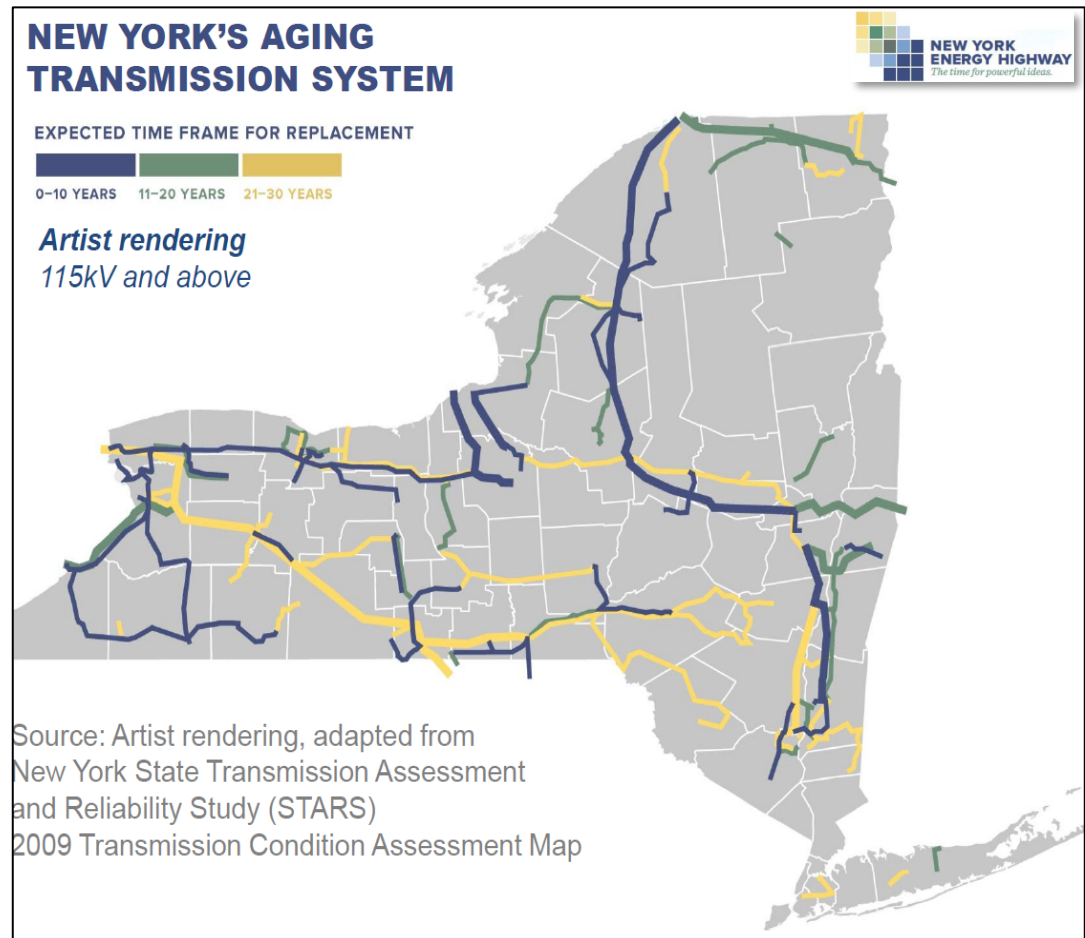 NEW YORK'S AGING
TRANSMISSION SYSTEM
NEW YORK
ENERGY HIGHWAY
The time for powerful ideas.
EXPECTED TIME FRAME FOR REPLACEMENT
0–10 YEARS 11–20 YEARS 21–30 YEARS
Artist rendering
115kV and above
Source: Artist rendering, adapted from
New York State Transmission Assessment
and Reliability Study (STARS)
2009 Transmission Condition Assessment Map